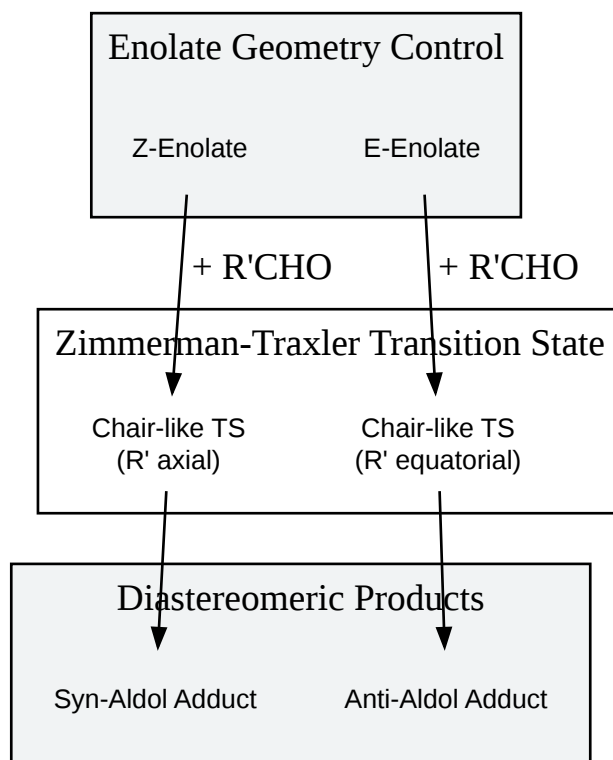 Enolate Geometry Control
Z-Enolate
E-Enolate
+ R'CHO
+ R'CHO
Zimmerman-Traxler Transition State
Chair-like TS
(R' axial)
Chair-like TS
(R' equatorial)
Diastereomeric Products
Syn-Aldol Adduct
Anti-Aldol Adduct